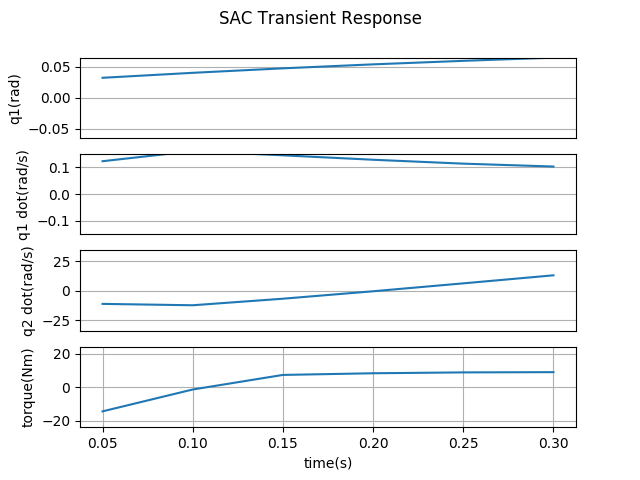 SAC Transient Response
q1(rad)
0.05
0.00
−0.05
q1 dot(rad/s)
0.1
0.0
−0.1
q2 dot(rad/s)
25
0
−25
torque(Nm)
20
0
−20
0.05 0.10 0.15 0.20 0.25 0.30
time(s)